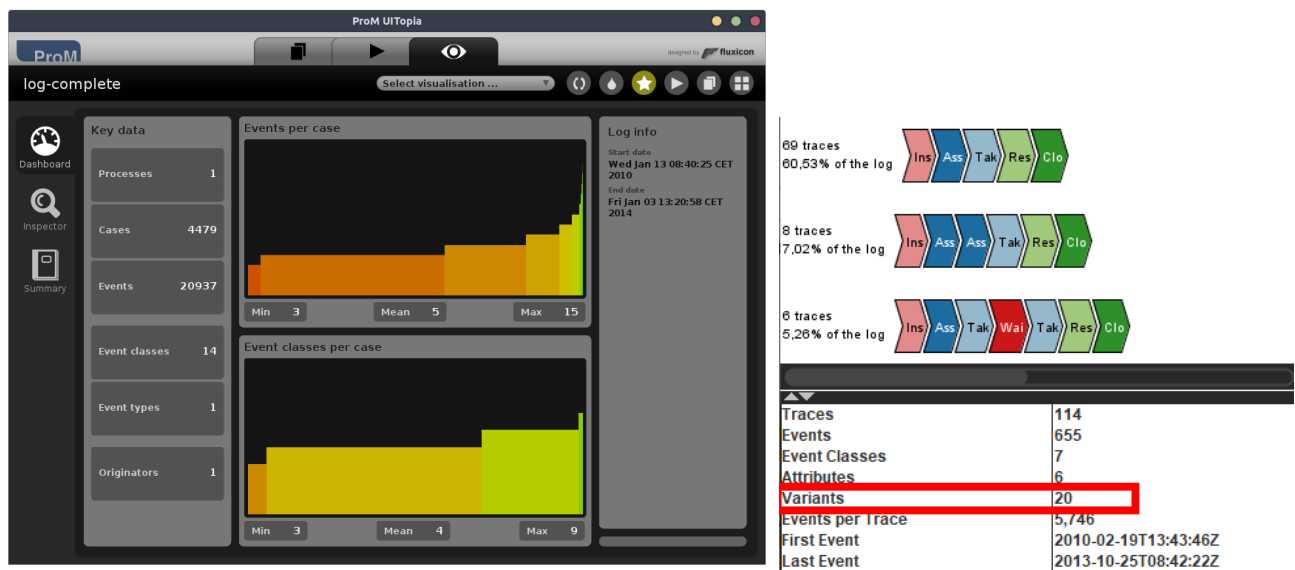 ProM UITopia
ProM
designed by fluxicon
log-complete
Select visualisation ...
Dashboard
Inspector
Summary
Key data
Processes 1
Cases 4479
Events 20937
Event classes 14
Event types 1
Originators 1
Events per case
Min 3 Mean 5 Max 15
Event classes per case
Min 3 Mean 4 Max 9
Log info
Start date
Wed Jan 13 08:40:25 CET
2010
End date
Fri Jan 03 13:20:58 CET
2014
69 traces
60,53% of the log
Ins Ass Tak Res Clo
8 traces
7,02% of the log
Ins Ass Ass Tak Res Clo
6 traces
5,26% of the log
Ins Ass Tak Wai Tak Res Clo
Traces 114
Events 655
Event Classes 7
Attributes 6
Variants 20
Events per Trace 5,746
First Event 2010-02-19T13:43:46Z
Last Event 2013-10-25T08:42:22Z